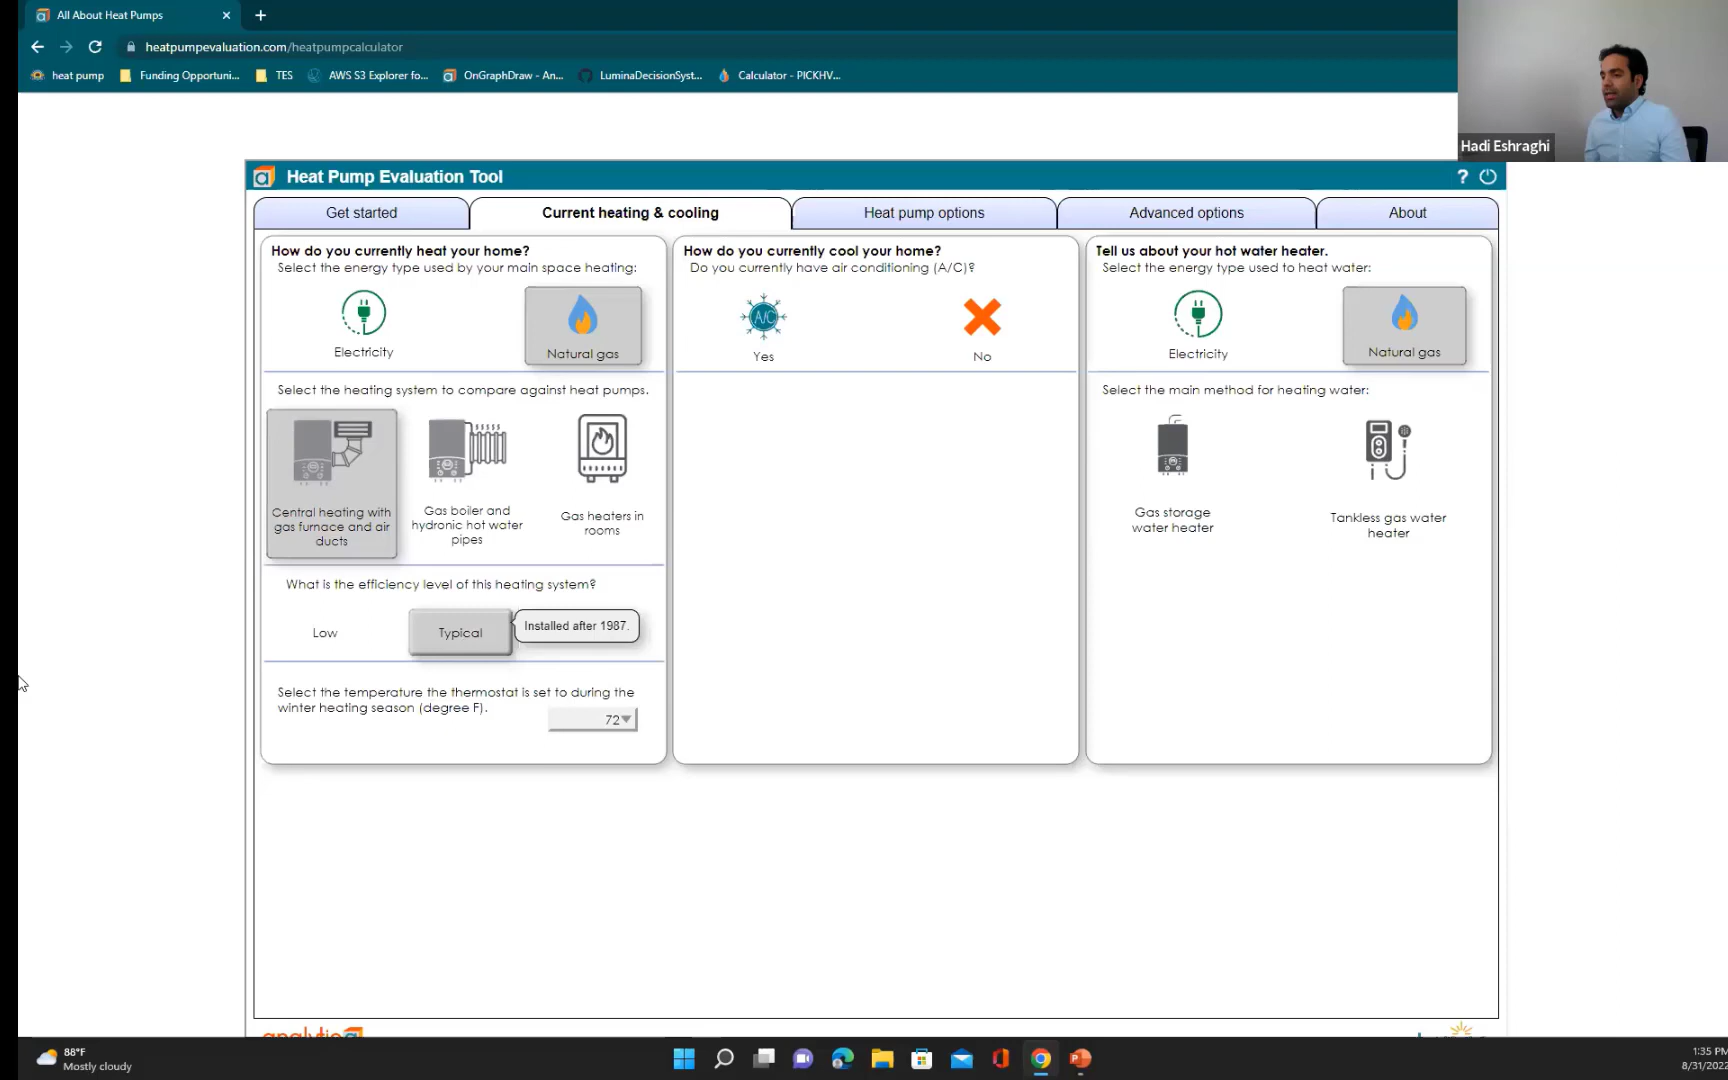 All About Heat Pumps
heatpumpevaluation.com/heatpumpcalculator
heat pump
Funding Opportuni...
TES
AWS S3 Explorer fo...
OnGraphDraw - An...
LuminaDecisionSyst...
Calculator - PICKHV...
Hadi Eshraghi
Heat Pump Evaluation Tool
?
Get started
Current heating & cooling
Heat pump options
Advanced options
About
How do you currently heat your home?
Select the energy type used by your main space heating:
Electricity
Natural gas
Select the heating system to compare against heat pumps.
Central heating with
gas furnace and air
ducts
Gas boiler and
hydronic hot water
pipes
Gas heaters in
rooms
What is the efficiency level of this heating system?
Low
Typical
Installed after 1987.
Select the temperature the thermostat is set to during the
winter heating season (degree F).
72
How do you currently cool your home?
Do you currently have air conditioning (A/C)?
A/C
Yes
No
Tell us about your hot water heater.
Select the energy type used to heat water:
Electricity
Natural gas
Select the main method for heating water:
Gas storage
water heater
Tankless gas water
heater
88°F
Mostly cloudy
1:35 PM